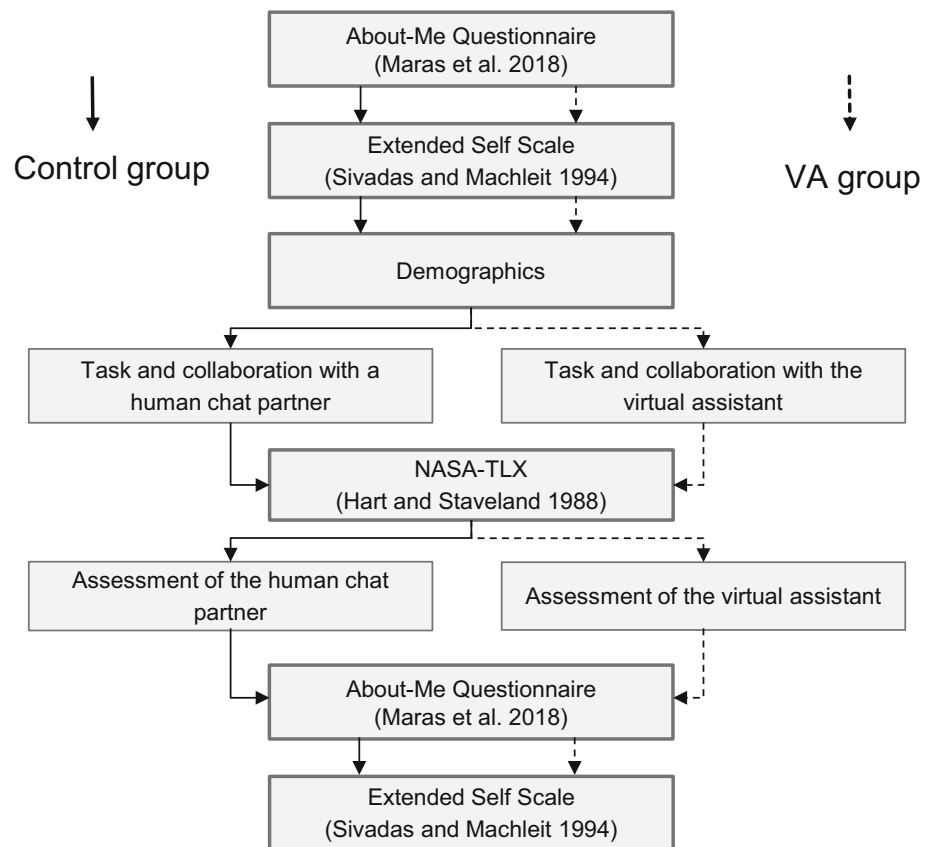 About-Me Questionnaire
(Maras et al. 2018)
Control group
VA group
Extended Self Scale
(Sivadas and Machleit 1994)
Demographics
Task and collaboration with a
human chat partner
Task and collaboration with the
virtual assistant
NASA-TLX
(Hart and Staveland 1988)
Assessment of the human chat
partner
Assessment of the virtual assistant
About-Me Questionnaire
(Maras et al. 2018)
Extended Self Scale
(Sivadas and Machleit 1994)